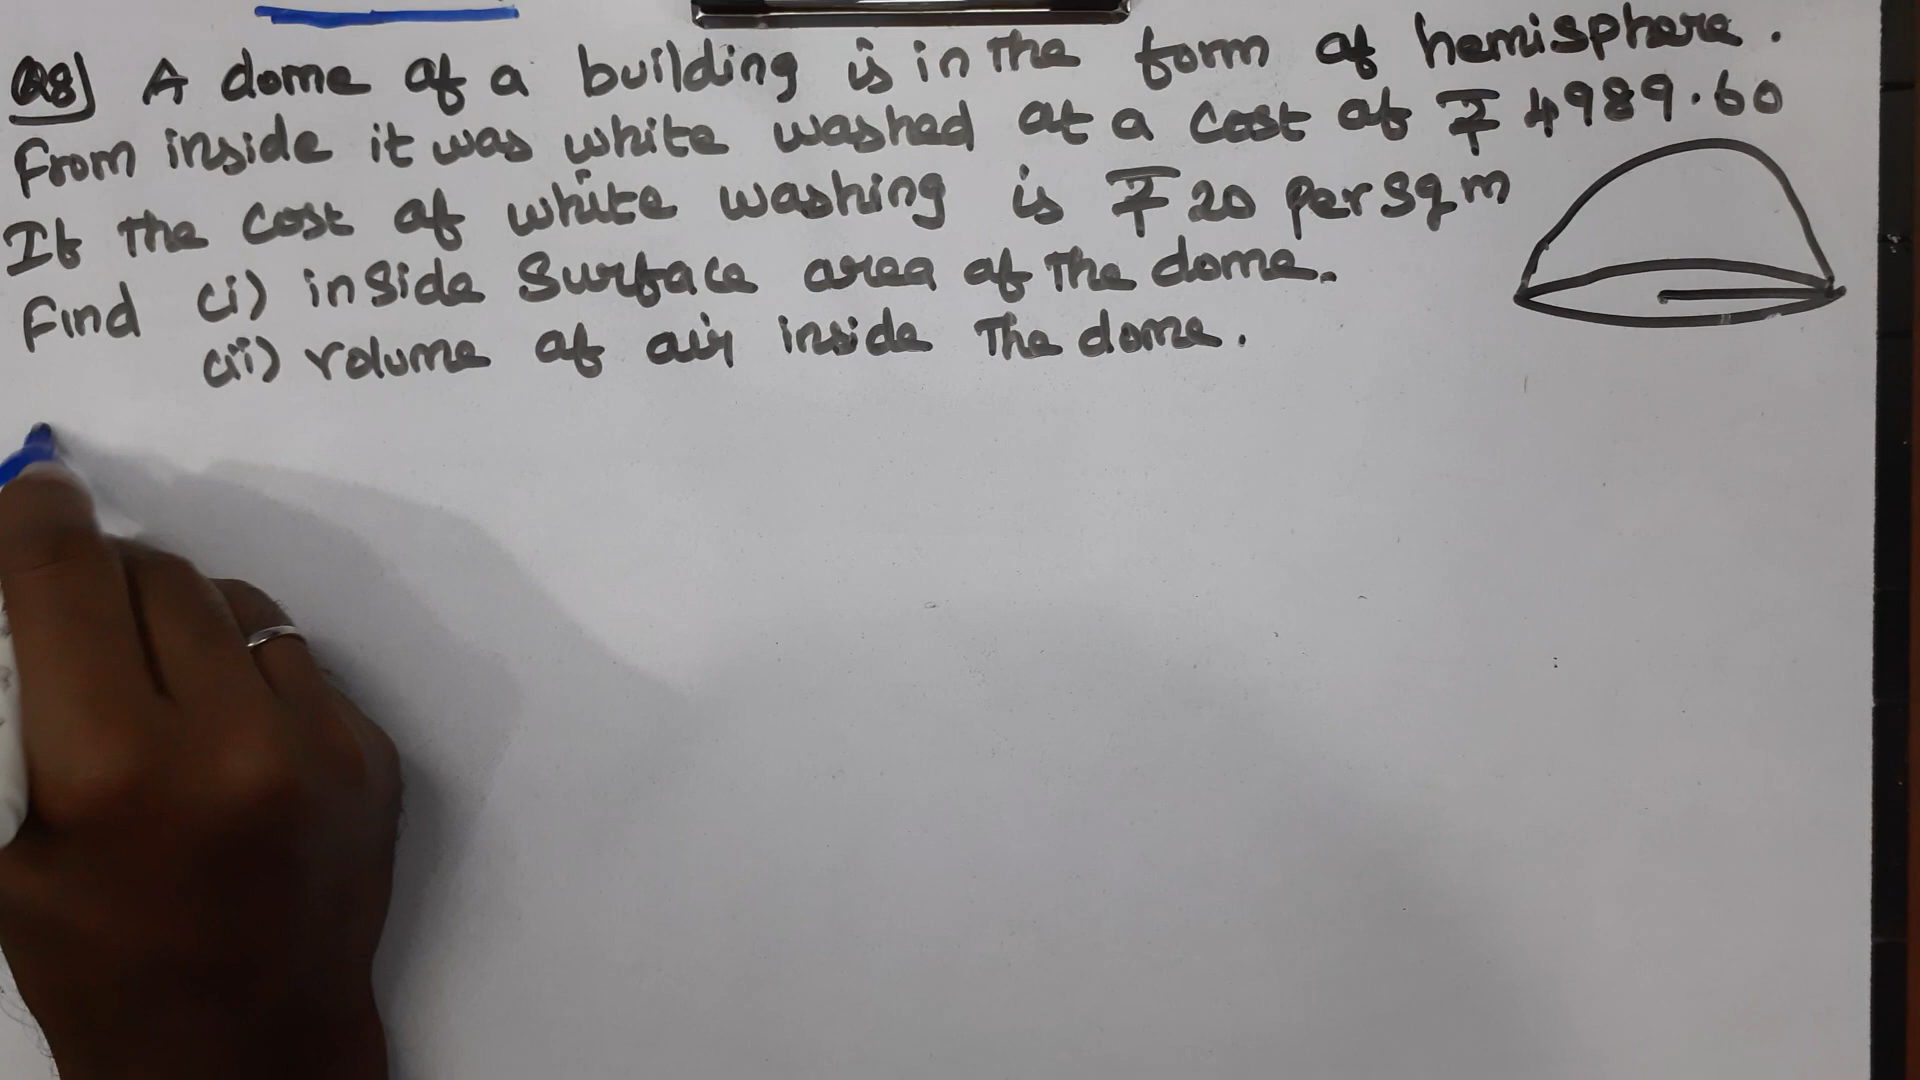 Q8) A dome of a building is in the form of hemisphere.
From inside it was white washed at a cost of ₹ 4989.60
If the cost of white washing is ₹ 20 per sq m
Find (i) inside surface area of the dome.
(ii) volume of air inside the dome.